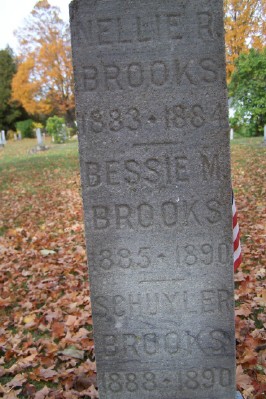 NELLIE R.
BROOKS
1883 - 1884
BESSIE M.
BROOKS
1885 - 1890
SCHUYLER
BROOKS
1888 - 1890